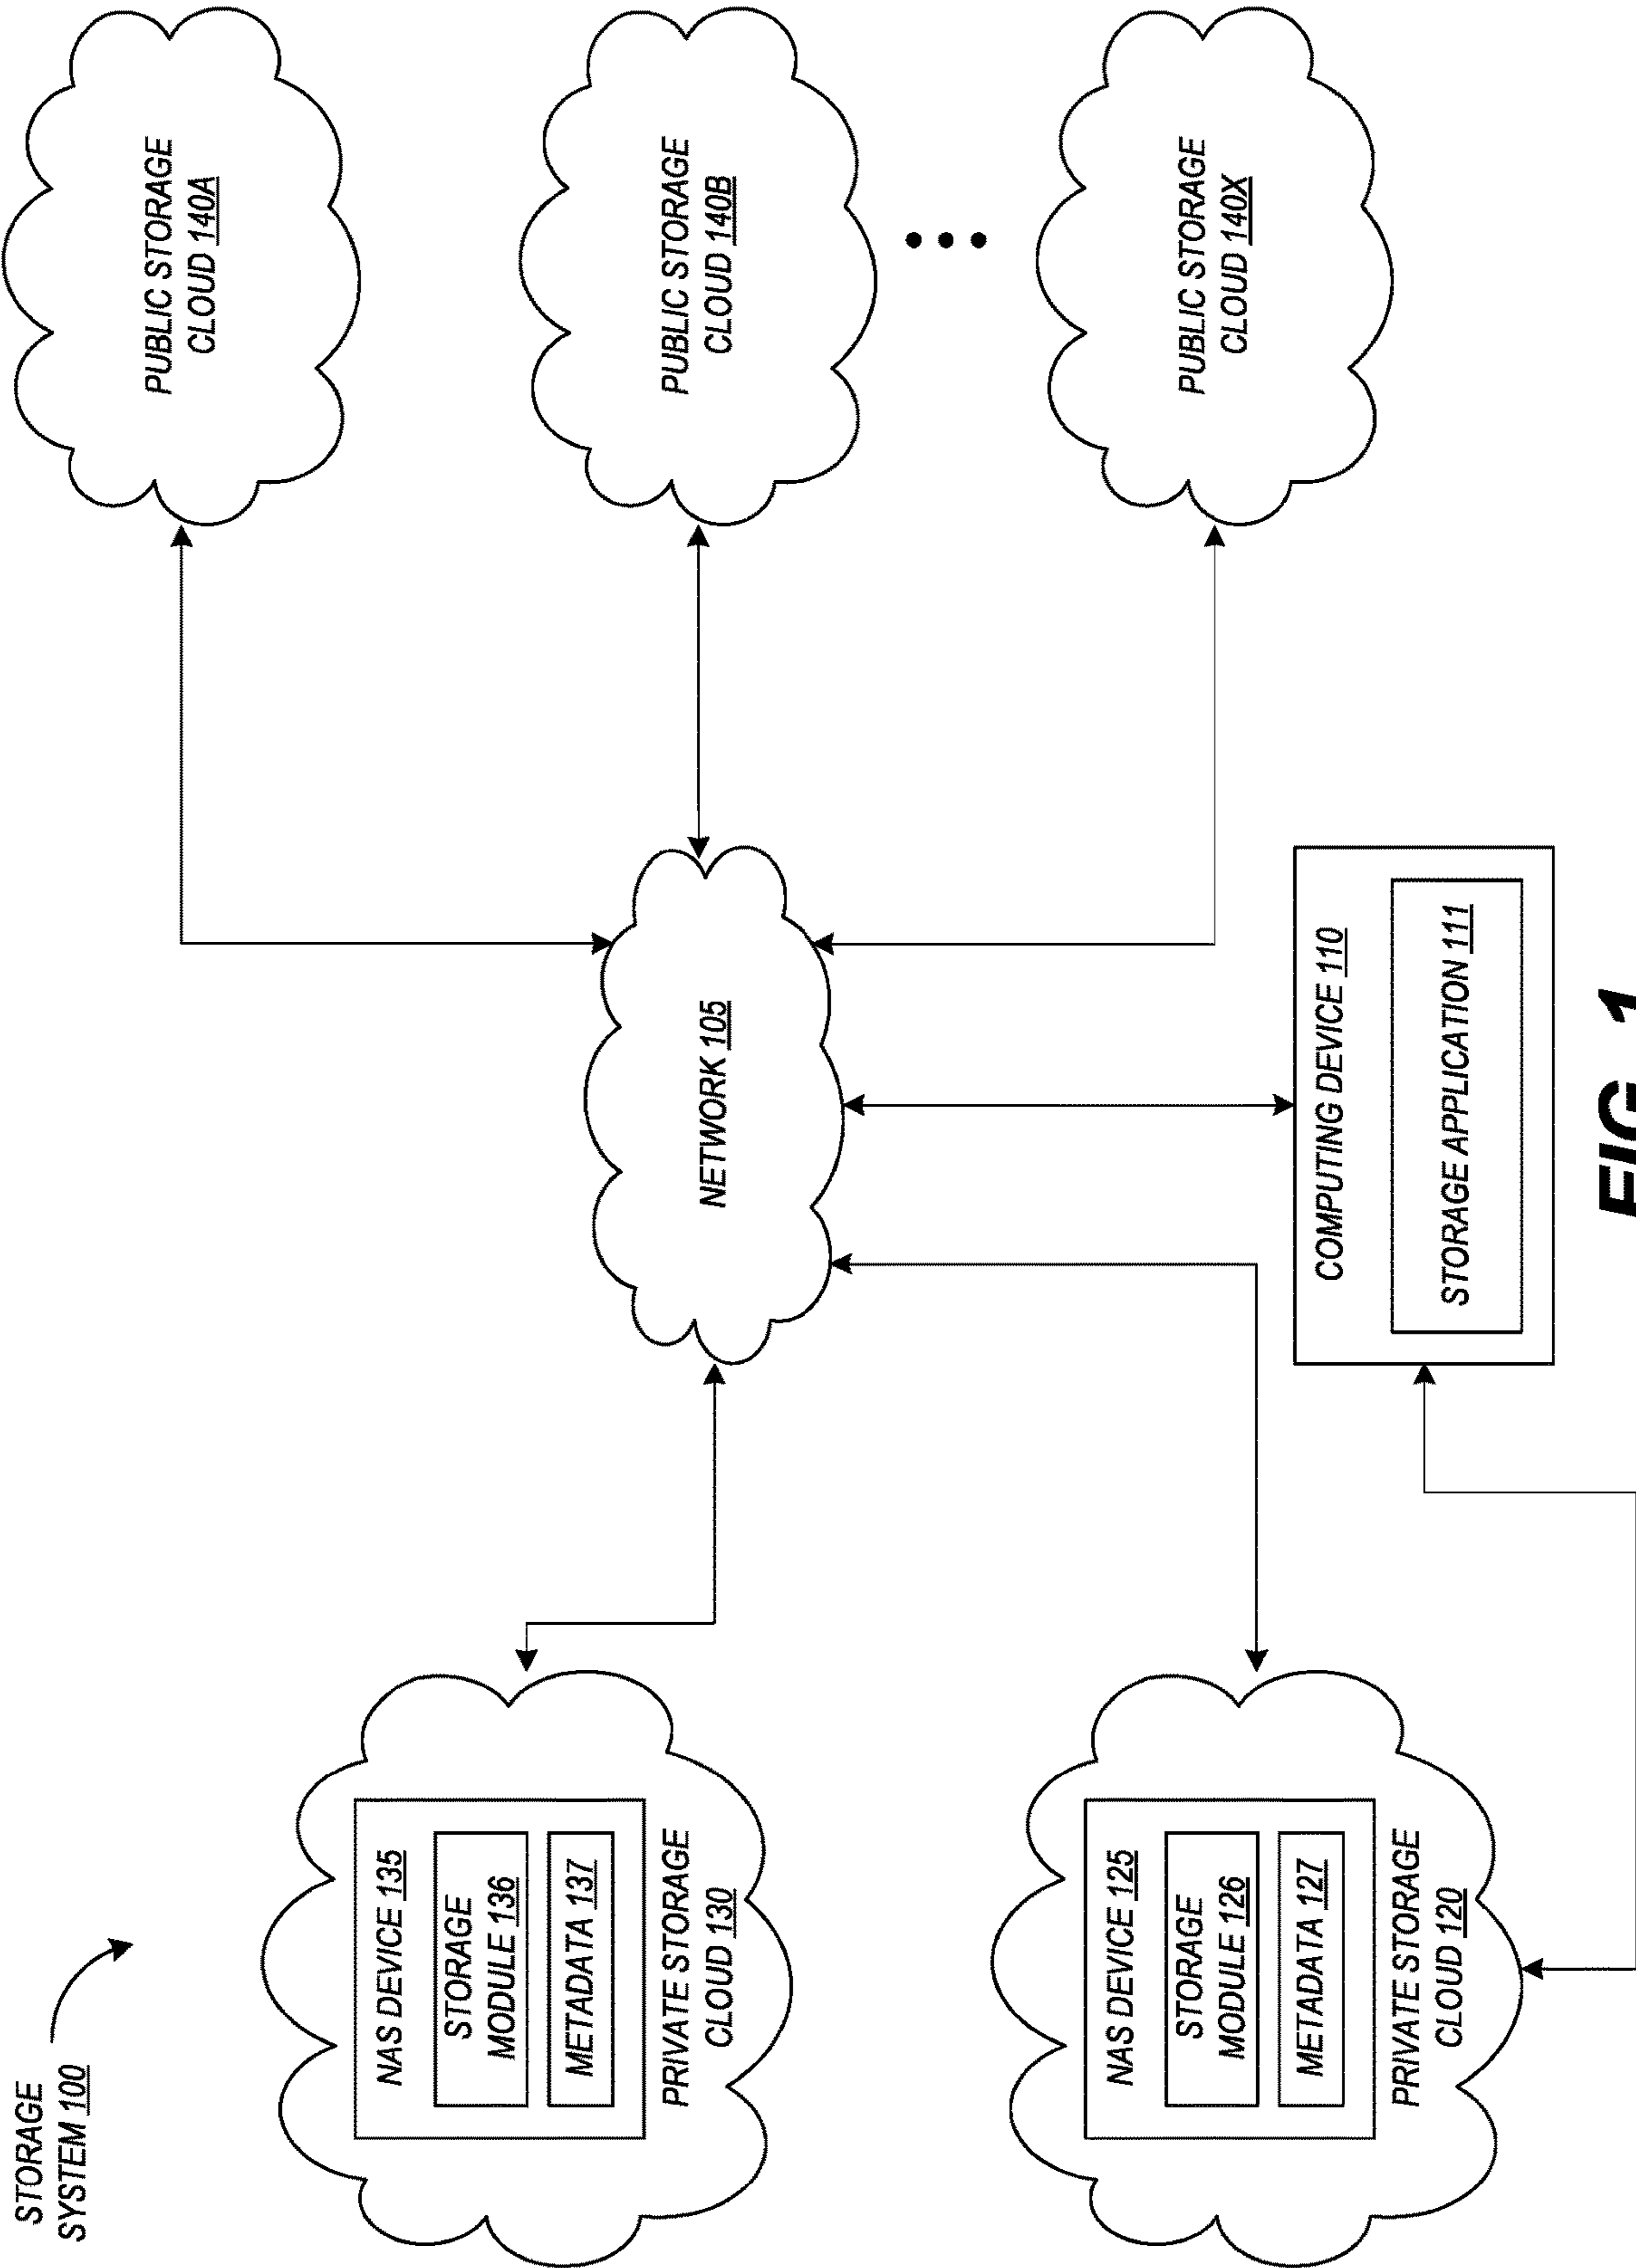 STORAGE
SYSTEM 100
NAS DEVICE 135
STORAGE
MODULE 136
METADATA 137
PRIVATE STORAGE
CLOUD 130
NAS DEVICE 125
STORAGE
MODULE 126
METADATA 127
PRIVATE STORAGE
CLOUD 120
NETWORK 105
COMPUTING DEVICE 110
STORAGE APPLICATION 111
PUBLIC STORAGE
CLOUD 140A
PUBLIC STORAGE
CLOUD 140B
PUBLIC STORAGE
CLOUD 140X
FIG. 1